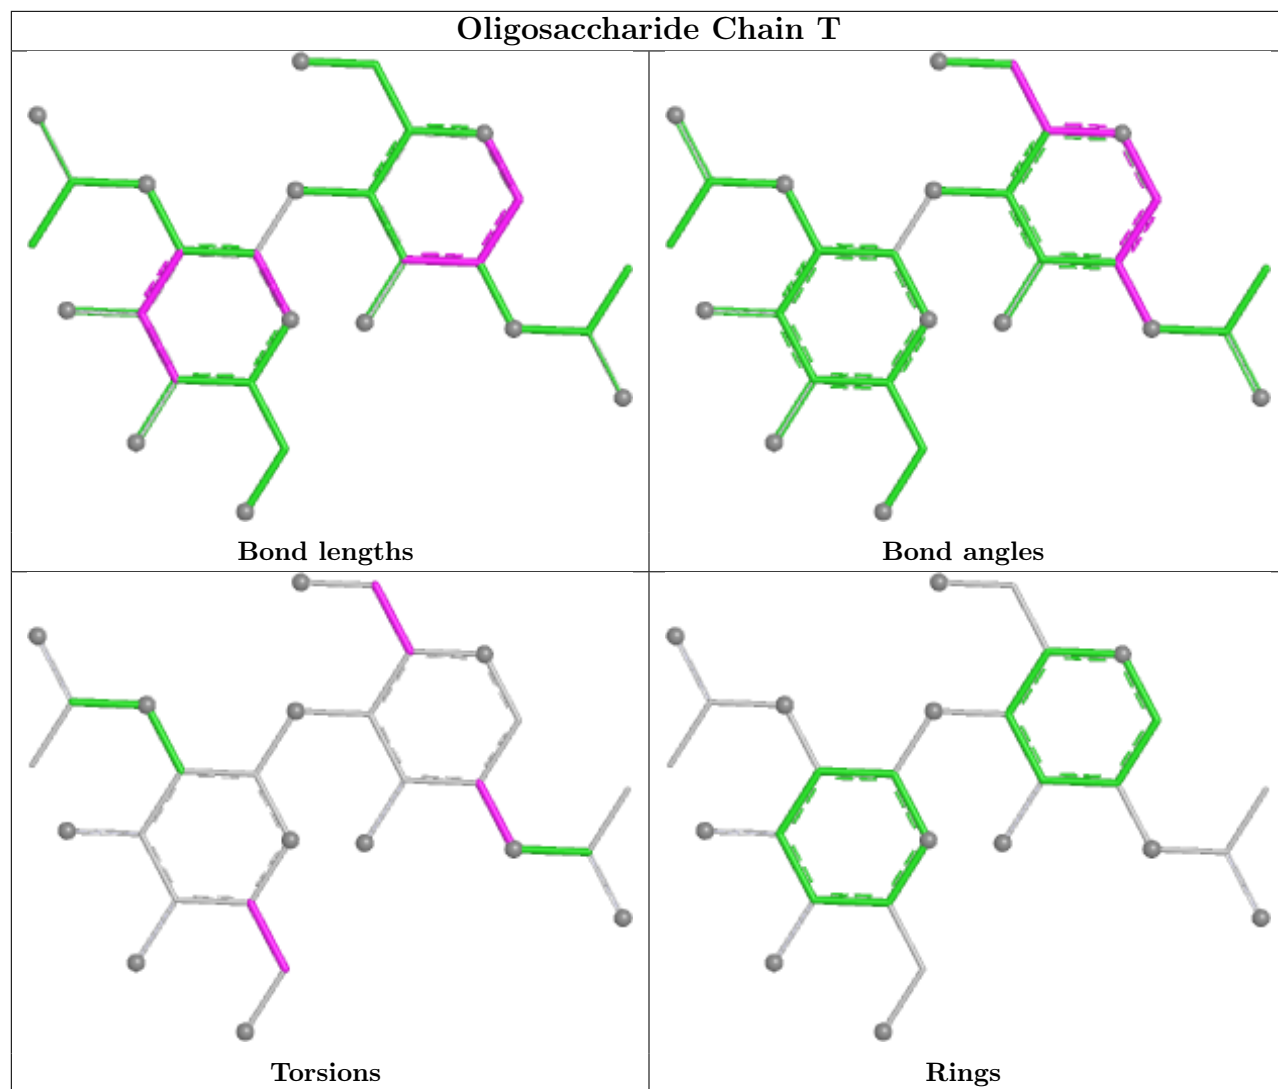 Oligosaccharide Chain T
Bond lengths
Bond angles
Torsions
Rings